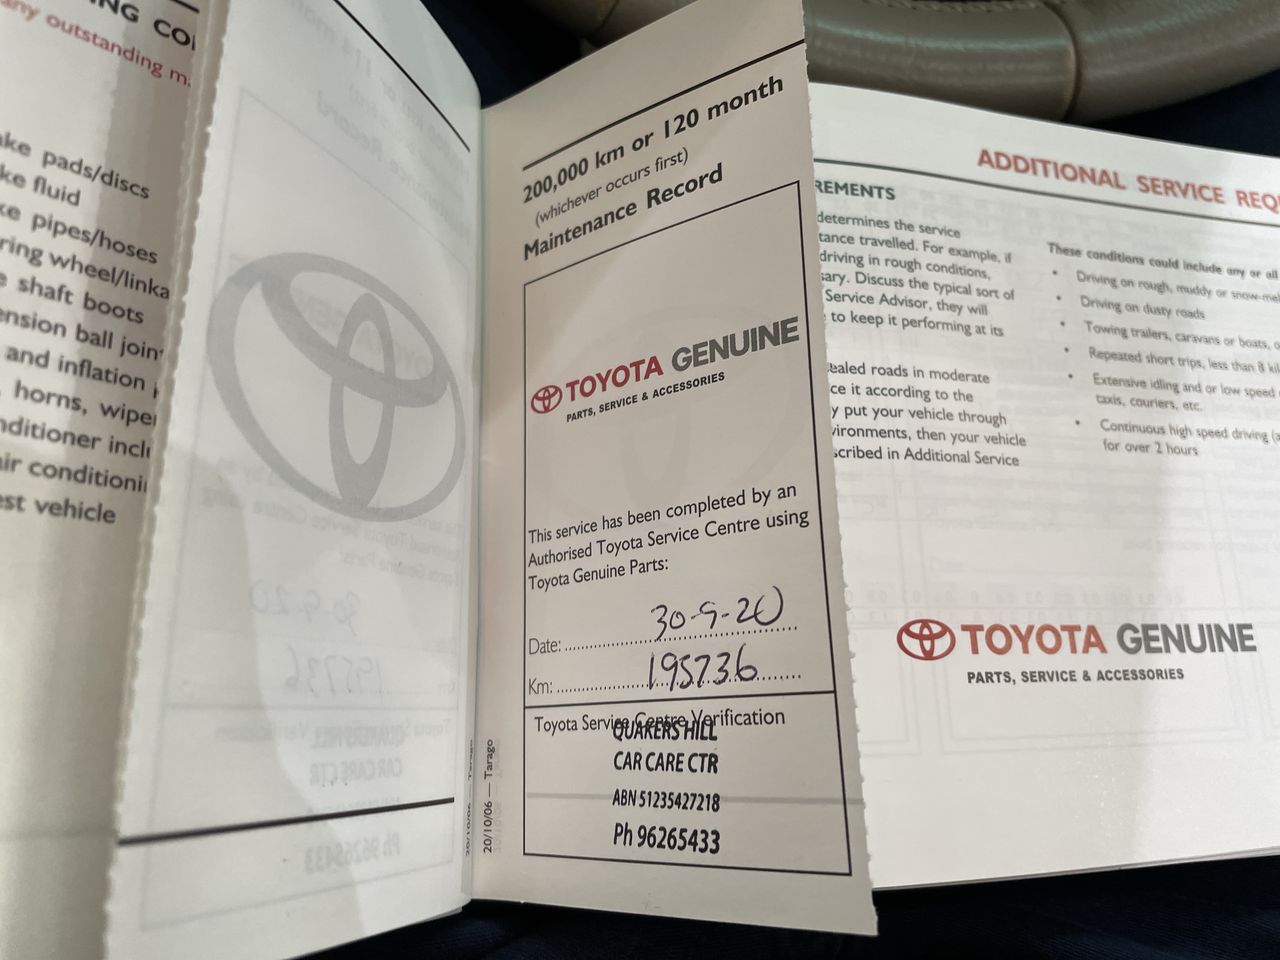 NG CO
any outstanding m
ke pads/discs
ke fluid
ke pipes/hoses
ring wheel/linka
shaft boots
ension ball join
and inflation
horns, wipe
nditioner incl
air conditioni
est vehicle
200,000 km or 120 month
(whichever occurs first)
Maintenance Record
TOYOTA GENUINE
PARTS, SERVICE & ACCESSORIES
This service has been completed by an
Authorised Toyota Service Centre using
Toyota Genuine Parts:
Date: 30-9-20
Km: 195736
Toyota Service Centre Verification
QUAKERS HILL
CAR CARE CTR
ABN 51235427218
Ph 96265433
20/10/06 — Tarago
20/10/06 — Tarago
ADDITIONAL SERVICE REQ
REMENTS
determines the service
tance travelled. For example, if
driving in rough conditions,
sary. Discuss the typical sort of
Service Advisor, they will
to keep it performing at its
ealed roads in moderate
ce it according to the
y put your vehicle through
vironments, then your vehicle
scribed in Additional Service
These conditions could include any or all
• Driving on rough, muddy or snow-mel
• Driving on dusty roads
• Towing trailers, caravans or boats, o
• Repeated short trips, less than 8 kil
• Extensive idling and or low speed
taxis, couriers, etc.
• Continuous high speed driving (a
for over 2 hours
TOYOTA GENUINE
PARTS, SERVICE & ACCESSORIES